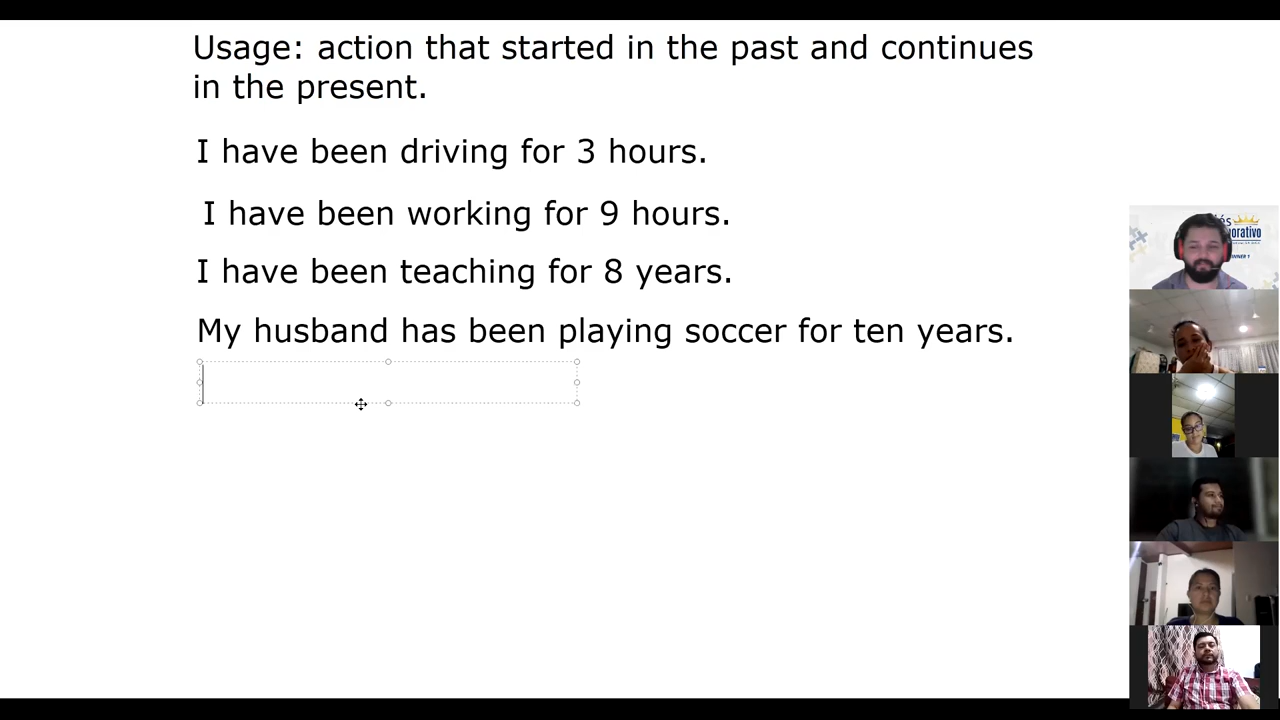 Usage: action that started in the past and continues
in the present.
I have been driving for 3 hours.
I have been working for 9 hours.
I have been teaching for 8 years.
My husband has been playing soccer for ten years.